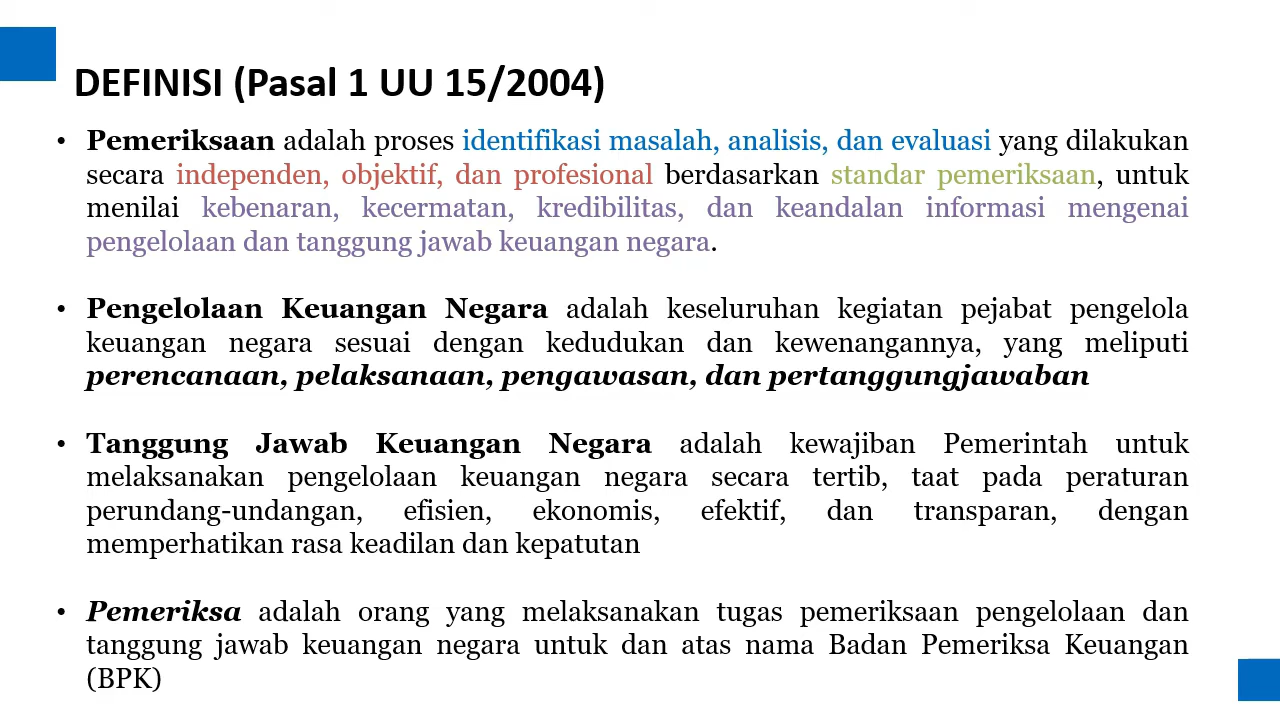 DEFINISI (Pasal 1 UU 15/2004)
• Pemeriksaan adalah proses identifikasi masalah, analisis, dan evaluasi yang dilakukan
secara independen, objektif, dan profesional berdasarkan standar pemeriksaan, untuk
menilai kebenaran, kecermatan, kredibilitas, dan keandalan informasi mengenai
pengelolaan dan tanggung jawab keuangan negara.
• Pengelolaan Keuangan Negara adalah keseluruhan kegiatan pejabat pengelola
keuangan negara sesuai dengan kedudukan dan kewenangannya, yang meliputi
perencanaan, pelaksanaan, pengawasan, dan pertanggungjawaban
• Tanggung Jawab Keuangan Negara adalah kewajiban Pemerintah untuk
melaksanakan pengelolaan keuangan negara secara tertib, taat pada peraturan
perundang-undangan, efisien, ekonomis, efektif, dan transparan, dengan
memperhatikan rasa keadilan dan kepatutan
• Pemeriksa adalah orang yang melaksanakan tugas pemeriksaan pengelolaan dan
tanggung jawab keuangan negara untuk dan atas nama Badan Pemeriksa Keuangan
(BPK)